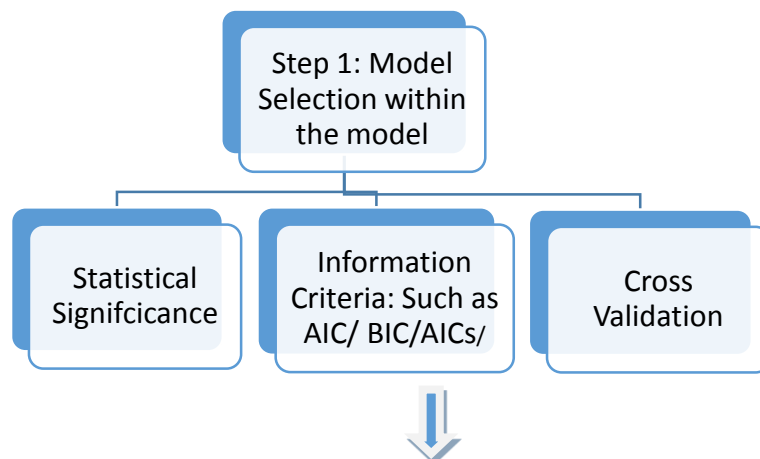 Step 1: Model
Selection within
the model
Statistical
Signifcicance
Information
Criteria: Such as
AIC/ BIC/AICs/
Cross
Validation